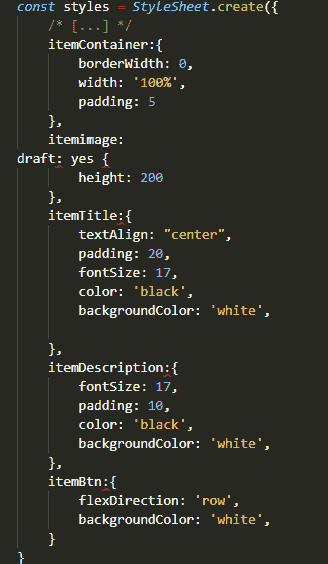 const styles = StyleSheet.create({
/* [...] */
itemContainer:{
borderWidth: 0,
width: '100%',
padding: 5
},
itemimage:
draft: yes {
height: 200
},
itemTitle:{
textAlign: "center",
padding: 20,
fontSize: 17,
color: 'black',
backgroundColor: 'white',
},
itemDescription:{
fontSize: 17,
padding: 10,
color: 'black',
backgroundColor: 'white',
},
itemBtn:{
flexDirection: 'row',
backgroundColor: 'white',
}
}